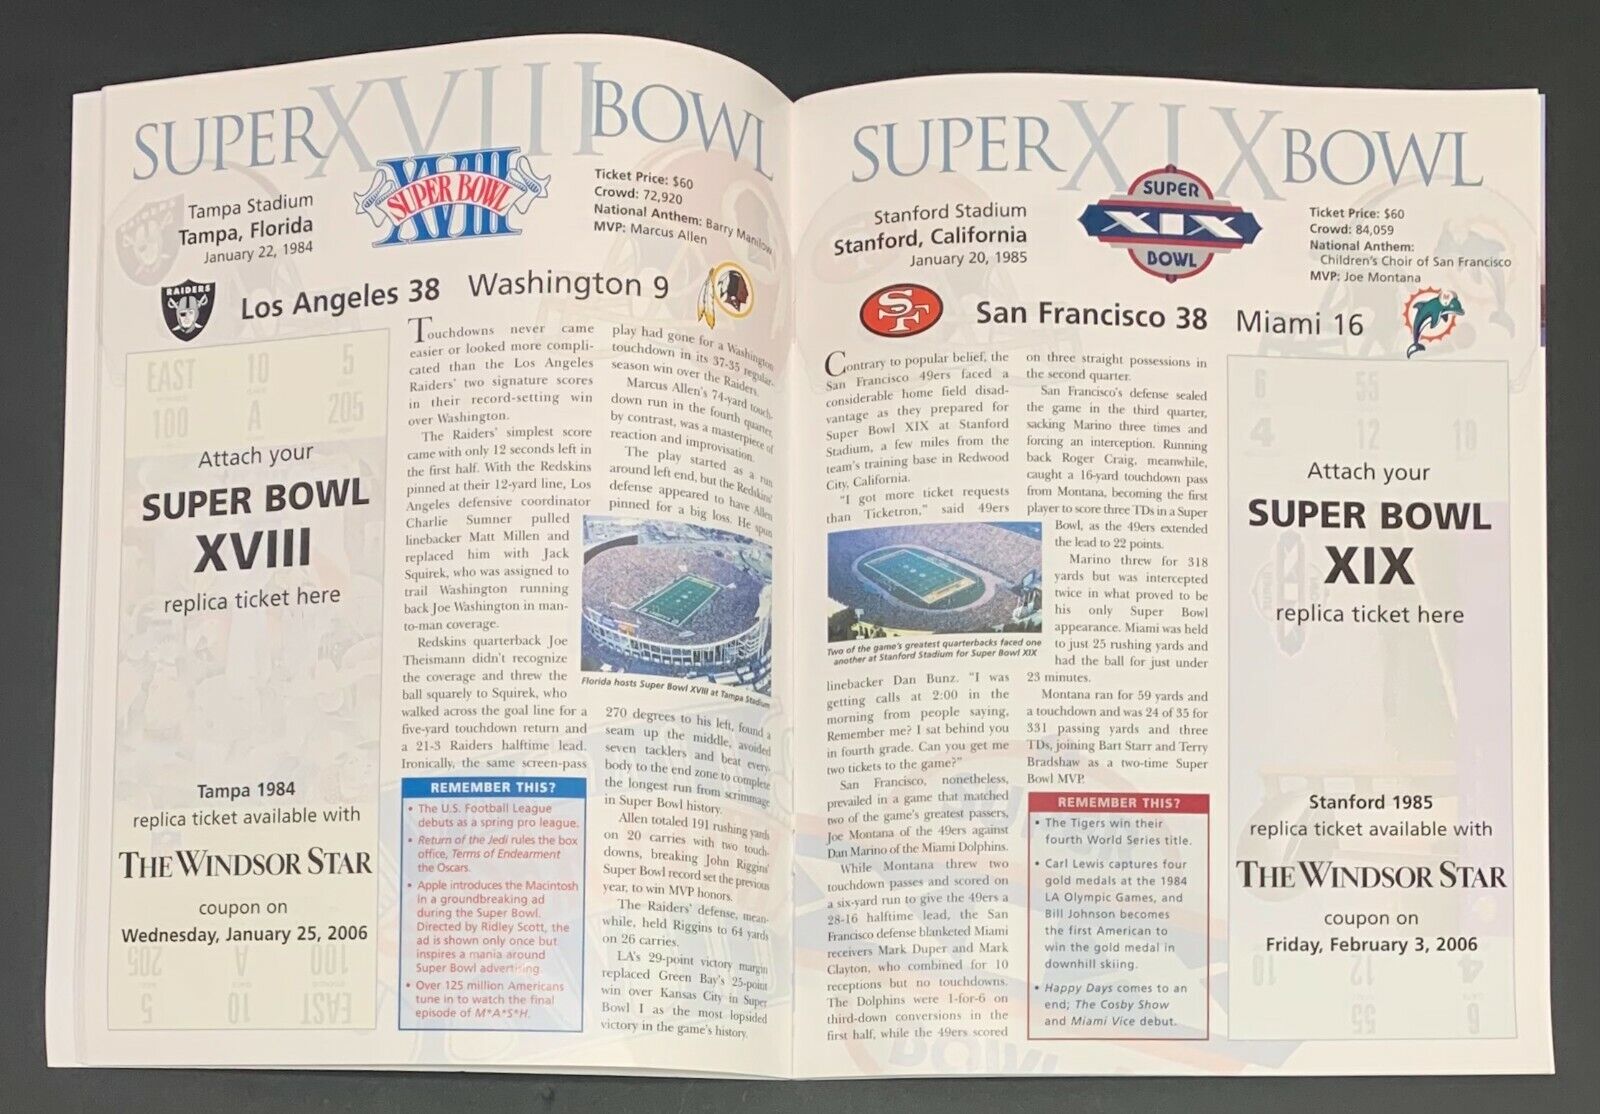 SUPER XVIII BOWL
Tampa Stadium
Tampa, Florida
January 22, 1984
XVIII
SUPER BOWL
Ticket Price: $60
Crowd: 72,920
National Anthem: Barry Manilow
MVP: Marcus Allen
RAIDERS
Los Angeles 38 Washington 9
EAST 10 5
100 A 205
Attach your
SUPER BOWL
XVIII
replica ticket here
Tampa 1984
replica ticket available with
THE WINDSOR STAR
coupon on
Wednesday, January 25, 2006
Touchdowns never came
easier or looked more compli-
cated than the Los Angeles
Raiders' two signature scores
in their record-setting win
over Washington.
The Raiders' simplest score
came with only 12 seconds left in
the first half. With the Redskins
pinned at their 12-yard line, Los
Angeles defensive coordinator
Charlie Sumner pulled
linebacker Matt Millen and
replaced him with Jack
Squirek, who was assigned to
trail Washington running
back Joe Washington in man-
to-man coverage.
Redskins quarterback Joe
Theismann didn't recognize
the coverage and threw the
ball squarely to Squirek, who
walked across the goal line for a
five-yard touchdown return and
a 21-3 Raiders halftime lead.
Ironically, the same screen-pass
REMEMBER THIS?
• The U.S. Football League
debuts as a spring pro league.
• Return of the Jedi rules the box
office, Terms of Endearment
the Oscars.
• Apple introduces the Macintosh
in a groundbreaking ad
during the Super Bowl.
Directed by Ridley Scott, the
ad is shown only once but
inspires a mania around
Super Bowl advertising.
• Over 125 million Americans
tune in to watch the final
episode of M*A*S*H.
play had gone for a Washington
touchdown in its 37-35 regular-
season win over the Raiders.
Marcus Allen's 74-yard touch-
down run in the fourth quarter,
by contrast, was a masterpiece of
reaction and improvisation.
The play started as a run
around left end, but the Redskins'
defense appeared to have Allen
pinned for a big loss. He spun
Florida hosts Super Bowl XVIII at Tampa Stadium
270 degrees to his left, found a
seam up the middle, avoided
seven tacklers and beat every-
body to the end zone to complete
the longest run from scrimmage
in Super Bowl history.
Allen totaled 191 rushing yards
on 20 carries with two touch-
downs, breaking John Riggins'
Super Bowl record set the previous
year, to win MVP honors.
The Raiders' defense, mean-
while, held Riggins to 64 yards
on 26 carries.
LA's 29-point victory margin
replaced Green Bay's 25-point
win over Kansas City in Super
Bowl I as the most lopsided
victory in the game's history.
SUPER XIX BOWL
Stanford Stadium
Stanford, California
January 20, 1985
SUPER
XIX
BOWL
Ticket Price: $60
Crowd: 84,059
National Anthem:
Children's Choir of San Francisco
MVP: Joe Montana
SF
San Francisco 38 Miami 16
Contrary to popular belief, the
San Francisco 49ers faced a
considerable home field disad-
vantage as they prepared for
Super Bowl XIX at Stanford
Stadium, a few miles from the
team's training base in Redwood
City, California.
"I got more ticket requests
than Ticketron," said 49ers
Two of the game's greatest quarterbacks faced one
another at Stanford Stadium for Super Bowl XIX
linebacker Dan Bunz. "I was
getting calls at 2:00 in the
morning from people saying,
Remember me? I sat behind you
in fourth grade. Can you get me
two tickets to the game?"
San Francisco, nonetheless,
prevailed in a game that matched
two of the game's greatest passers,
Joe Montana of the 49ers against
Dan Marino of the Miami Dolphins.
While Montana threw two
touchdown passes and scored on
a six-yard run to give the 49ers a
28-16 halftime lead, the San
Francisco defense blanketed Miami
receivers Mark Duper and Mark
Clayton, who combined for 10
receptions but no touchdowns.
The Dolphins were 1-for-6 on
third-down conversions in the
first half, while the 49ers scored
on three straight possessions in
the second quarter.
San Francisco's defense sealed
the game in the third quarter,
sacking Marino three times and
forcing an interception. Running
back Roger Craig, meanwhile,
caught a 16-yard touchdown pass
from Montana, becoming the first
player to score three TDs in a Super
Bowl, as the 49ers extended
the lead to 22 points.
Marino threw for 318
yards but was intercepted
twice in what proved to be
his only Super Bowl
appearance. Miami was held
to just 25 rushing yards and
had the ball for just under
23 minutes.
Montana ran for 59 yards and
a touchdown and was 24 of 35 for
331 passing yards and three
TDs, joining Bart Starr and Terry
Bradshaw as a two-time Super
Bowl MVP.
REMEMBER THIS?
• The Tigers win their
fourth World Series title.
• Carl Lewis captures four
gold medals at the 1984
LA Olympic Games, and
Bill Johnson becomes
the first American to
win the gold medal in
downhill skiing.
• Happy Days comes to an
end; The Cosby Show
and Miami Vice debut.
6 55
4 12 10
Attach your
SUPER BOWL
XIX
replica ticket here
Stanford 1985
replica ticket available with
THE WINDSOR STAR
coupon on
Friday, February 3, 2006